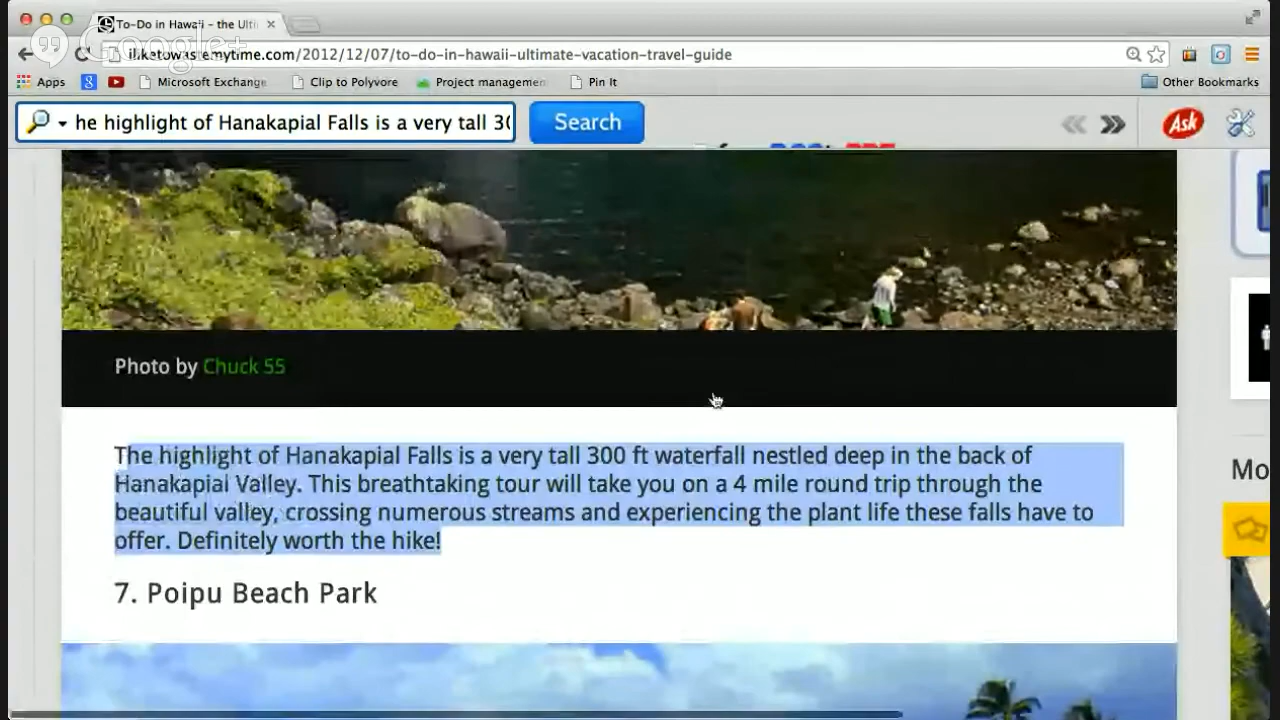 To-Do in Hawaii – the Ulti
Google+
iliketowastemytime.com/2012/12/07/to-do-in-hawaii-ultimate-vacation-travel-guide
Apps
Microsoft Exchange
Clip to Polyvore
Project managemen
Pin It
Other Bookmarks
he highlight of Hanakapial Falls is a very tall 30
Search
Ask
Photo by Chuck 55
The highlight of Hanakapial Falls is a very tall 300 ft waterfall nestled deep in the back of
Hanakapial Valley. This breathtaking tour will take you on a 4 mile round trip through the
beautiful valley, crossing numerous streams and experiencing the plant life these falls have to
offer. Definitely worth the hike!
Mo
7. Poipu Beach Park